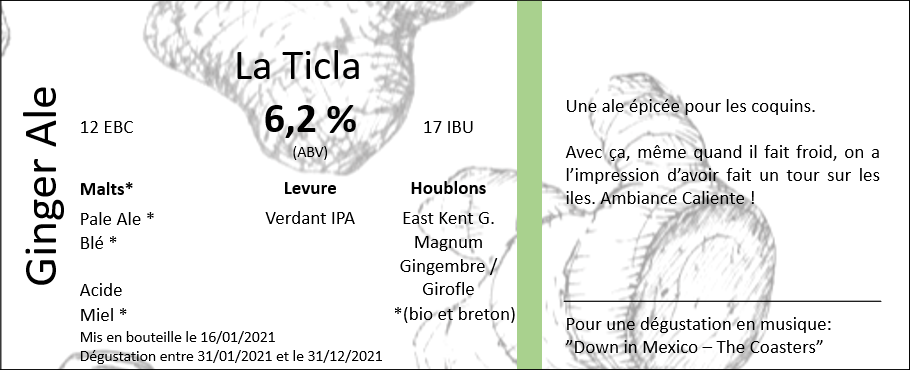 Ginger Ale
La Ticla
12 EBC
6,2 %
(ABV)
17 IBU
Malts*
Pale Ale *
Blé *
Acide
Miel *
Levure
Verdant IPA
Houblons
East Kent G.
Magnum
Gingembre /
Girofle
*(bio et breton)
Mis en bouteille le 16/01/2021
Dégustation entre 31/01/2021 et le 31/12/2021
Une ale épicée pour les coquins.
Avec ça, même quand il fait froid, on a
l’impression d’avoir fait un tour sur les
iles. Ambiance Caliente !
Pour une dégustation en musique:
”Down in Mexico – The Coasters”